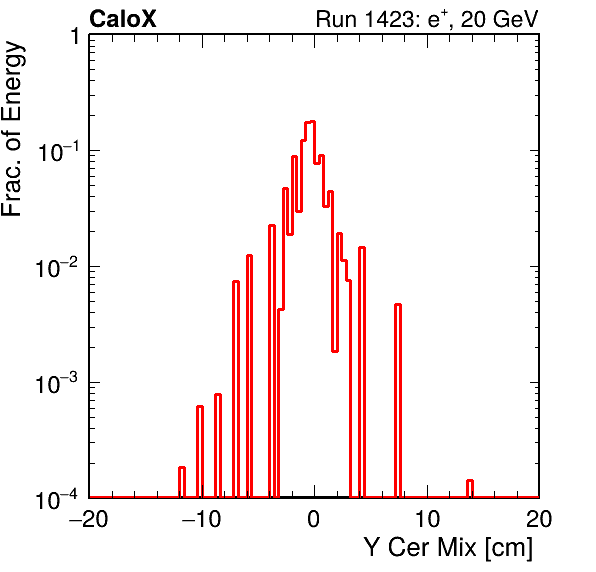 CaloX Run 1423: e⁺, 20 GeV
Frac. of Energy
1
10⁻¹
10⁻²
10⁻³
10⁻⁴
−20 −10 0 10 20
Y Cer Mix [cm]